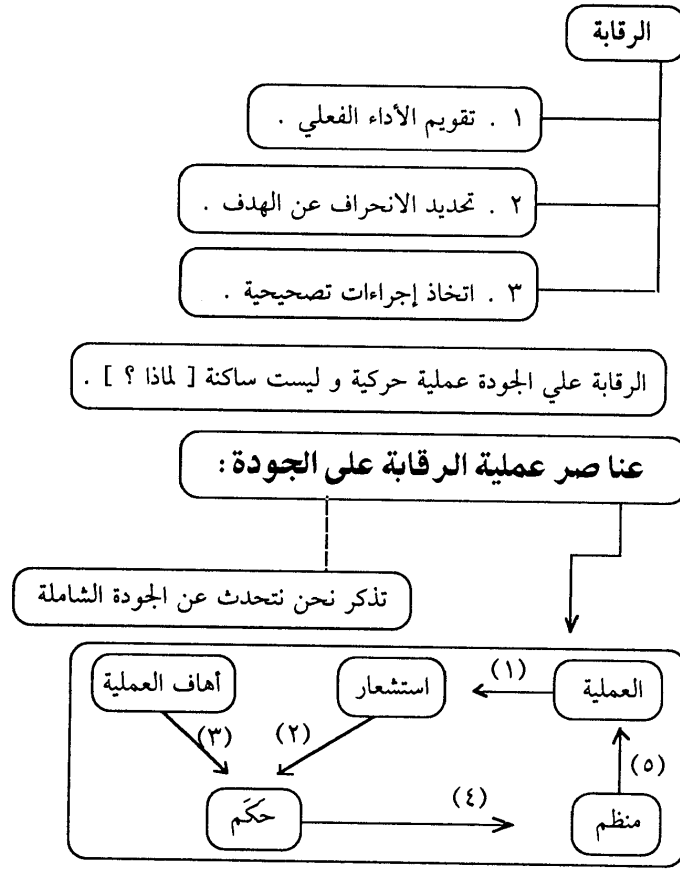 الرقابة
١ . تقويم الأداء الفعلي .
٢ . تحديد الانحراف عن الهدف .
٣ . اتخاذ إجراءات تصحيحية .
الرقابة علي الجودة عملية حركية و ليست ساكنة [ لماذا ؟ ] .
عنا صر عملية الرقابة على الجودة :
تذكر نحن نتحدث عن الجودة الشاملة
العملية
(١)
استشعار
أهاف العملية
(٢)
(٣)
(٥)
منظم
(٤)
حَكَم